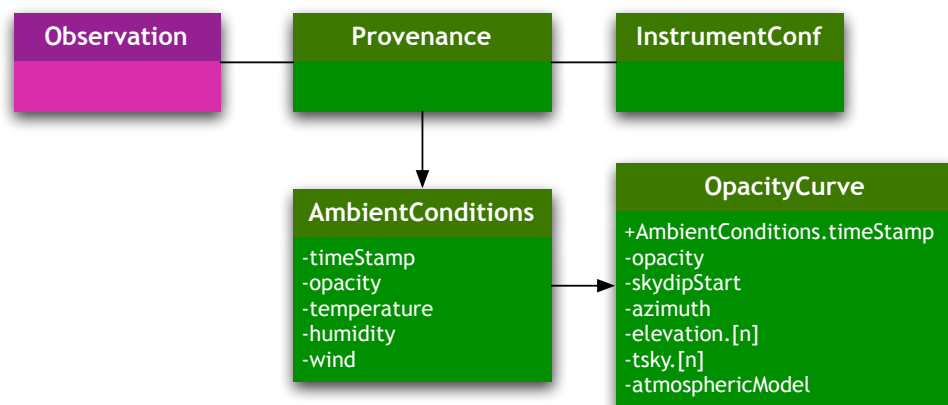 Observation
Provenance
InstrumentConf
AmbientConditions
-timeStamp
-opacity
-temperature
-humidity
-wind
OpacityCurve
+AmbientConditions.timeStamp
-opacity
-skydipStart
-azimuth
-elevation.[n]
-tsky.[n]
-atmosphericModel